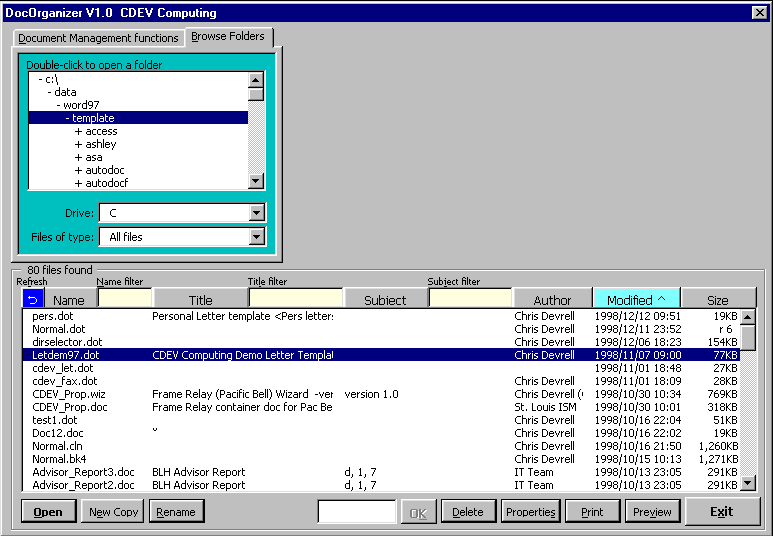 DocOrganizer V1.0 CDEV Computing
Document Management functions Browse Folders
Double-click to open a folder
- c:\
- data
- word97
- template
+ access
+ ashley
+ asa
+ autodoc
+ autodocf
Drive: C
Files of type: All files
80 files found
Refresh Name filter Title filter Subject filter
Name Title Subject Author Modified ^ Size
pers.dot Personal Letter template <Pers letter: Chris Devrell 1998/12/12 09:51 19KB
Normal.dot Chris Devrell 1998/12/11 23:52 r 6
dirselector.dot Chris Devrell 1998/12/06 18:23 154KB
Letdem97.dot CDEV Computing Demo Letter Templat Chris Devrell 1998/11/07 09:00 77KB
cdev_let.dot 1998/11/01 18:48 27KB
cdev_fax.dot Chris Devrell 1998/11/01 18:09 28KB
CDEV_Prop.wiz Frame Relay (Pacific Bell) Wizard -ver version 1.0 Chris Devrell ( 1998/10/30 10:34 769KB
CDEV_Prop.doc Frame Relay container doc for Pac Be St. Louis ISM 1998/10/30 10:01 318KB
test1.dot Chris Devrell 1998/10/16 22:04 51KB
Doc12.doc Chris Devrell 1998/10/16 22:02 19KB
Normal.cln Chris Devrell 1998/10/16 21:50 1,260KB
Normal.bk4 Chris Devrell 1998/10/15 10:13 1,271KB
Advisor_Report3.doc BLH Advisor Report d, 1, 7 IT Team 1998/10/13 23:05 291KB
Advisor_Report2.doc BLH Advisor Report d, 1, 7 IT Team 1998/10/13 23:05 291KB
Open New Copy Rename OK Delete Properties Print Preview Exit